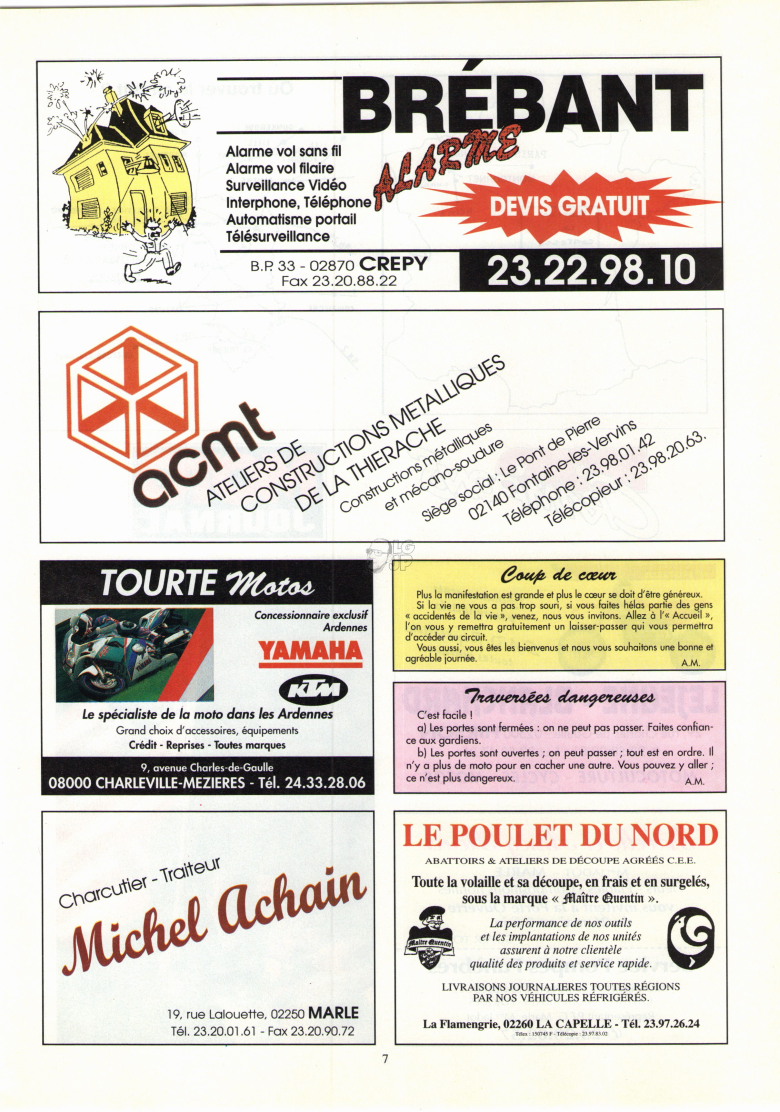 BRÉBANT
ALARME
Alarme vol sans fil
Alarme vol filaire
Surveillance Vidéo
Interphone, Téléphone
Automatisme portail
Télésurveillance
DEVIS GRATUIT
B.P. 33 - 02870 CREPY
Fax 23.20.88.22
23.22.98.10
acmt
ATELIERS DE
CONSTRUCTIONS METALLIQUES
DE LA THIERACHE
Constructions métalliques
et mécano-soudure
Siège social : Le Pont de Pierre
02140 Fontaine-les-Vervins
Téléphone : 23.98.01.42
Télécopieur : 23.98.20.63.
LG
JP
TOURTE Motos
Concessionnaire exclusif
Ardennes
YAMAHA
KTM
Le spécialiste de la moto dans les Ardennes
Grand choix d'accessoires, équipements
Crédit - Reprises - Toutes marques
9, avenue Charles-de-Gaulle
08000 CHARLEVILLE-MEZIERES - Tél. 24.33.28.06
Coup de cœur
Plus la manifestation est grande et plus le cœur se doit d'être généreux.
Si la vie ne vous a pas trop souri, si vous faites hélas partie des gens
« accidentés de la vie », venez, nous vous invitons. Allez à l'« Accueil »,
l'on vous y remettra gratuitement un laisser-passer qui vous permettra
d'accéder au circuit.
Vous aussi, vous êtes les bienvenus et nous vous souhaitons une bonne et
agréable journée.
A.M.
Traversées dangereuses
C'est facile !
a) Les portes sont fermées : on ne peut pas passer. Faites confian-
ce aux gardiens.
b) Les portes sont ouvertes ; on peut passer ; tout est en ordre. Il
n'y a plus de moto pour en cacher une autre. Vous pouvez y aller ;
ce n'est plus dangereux.
A.M.
Charcutier - Traiteur
Michel Achain
19, rue Lalouette, 02250 MARLE
Tél. 23.20.01.61 - Fax 23.20.90.72
LE POULET DU NORD
ABATTOIRS & ATELIERS DE DÉCOUPE AGRÉÉS C.E.E.
Toute la volaille et sa découpe, en frais et en surgelés,
sous la marque « Maître Quentin ».
Maître Quentin
La performance de nos outils
et les implantations de nos unités
assurent à notre clientèle
qualité des produits et service rapide.
LIVRAISONS JOURNALIERES TOUTES RÉGIONS
PAR NOS VÉHICULES RÉFRIGÉRÉS.
La Flamengrie, 02260 LA CAPELLE - Tél. 23.97.26.24
Télex : 150745 F - Télécopie : 23.97.83.02
7